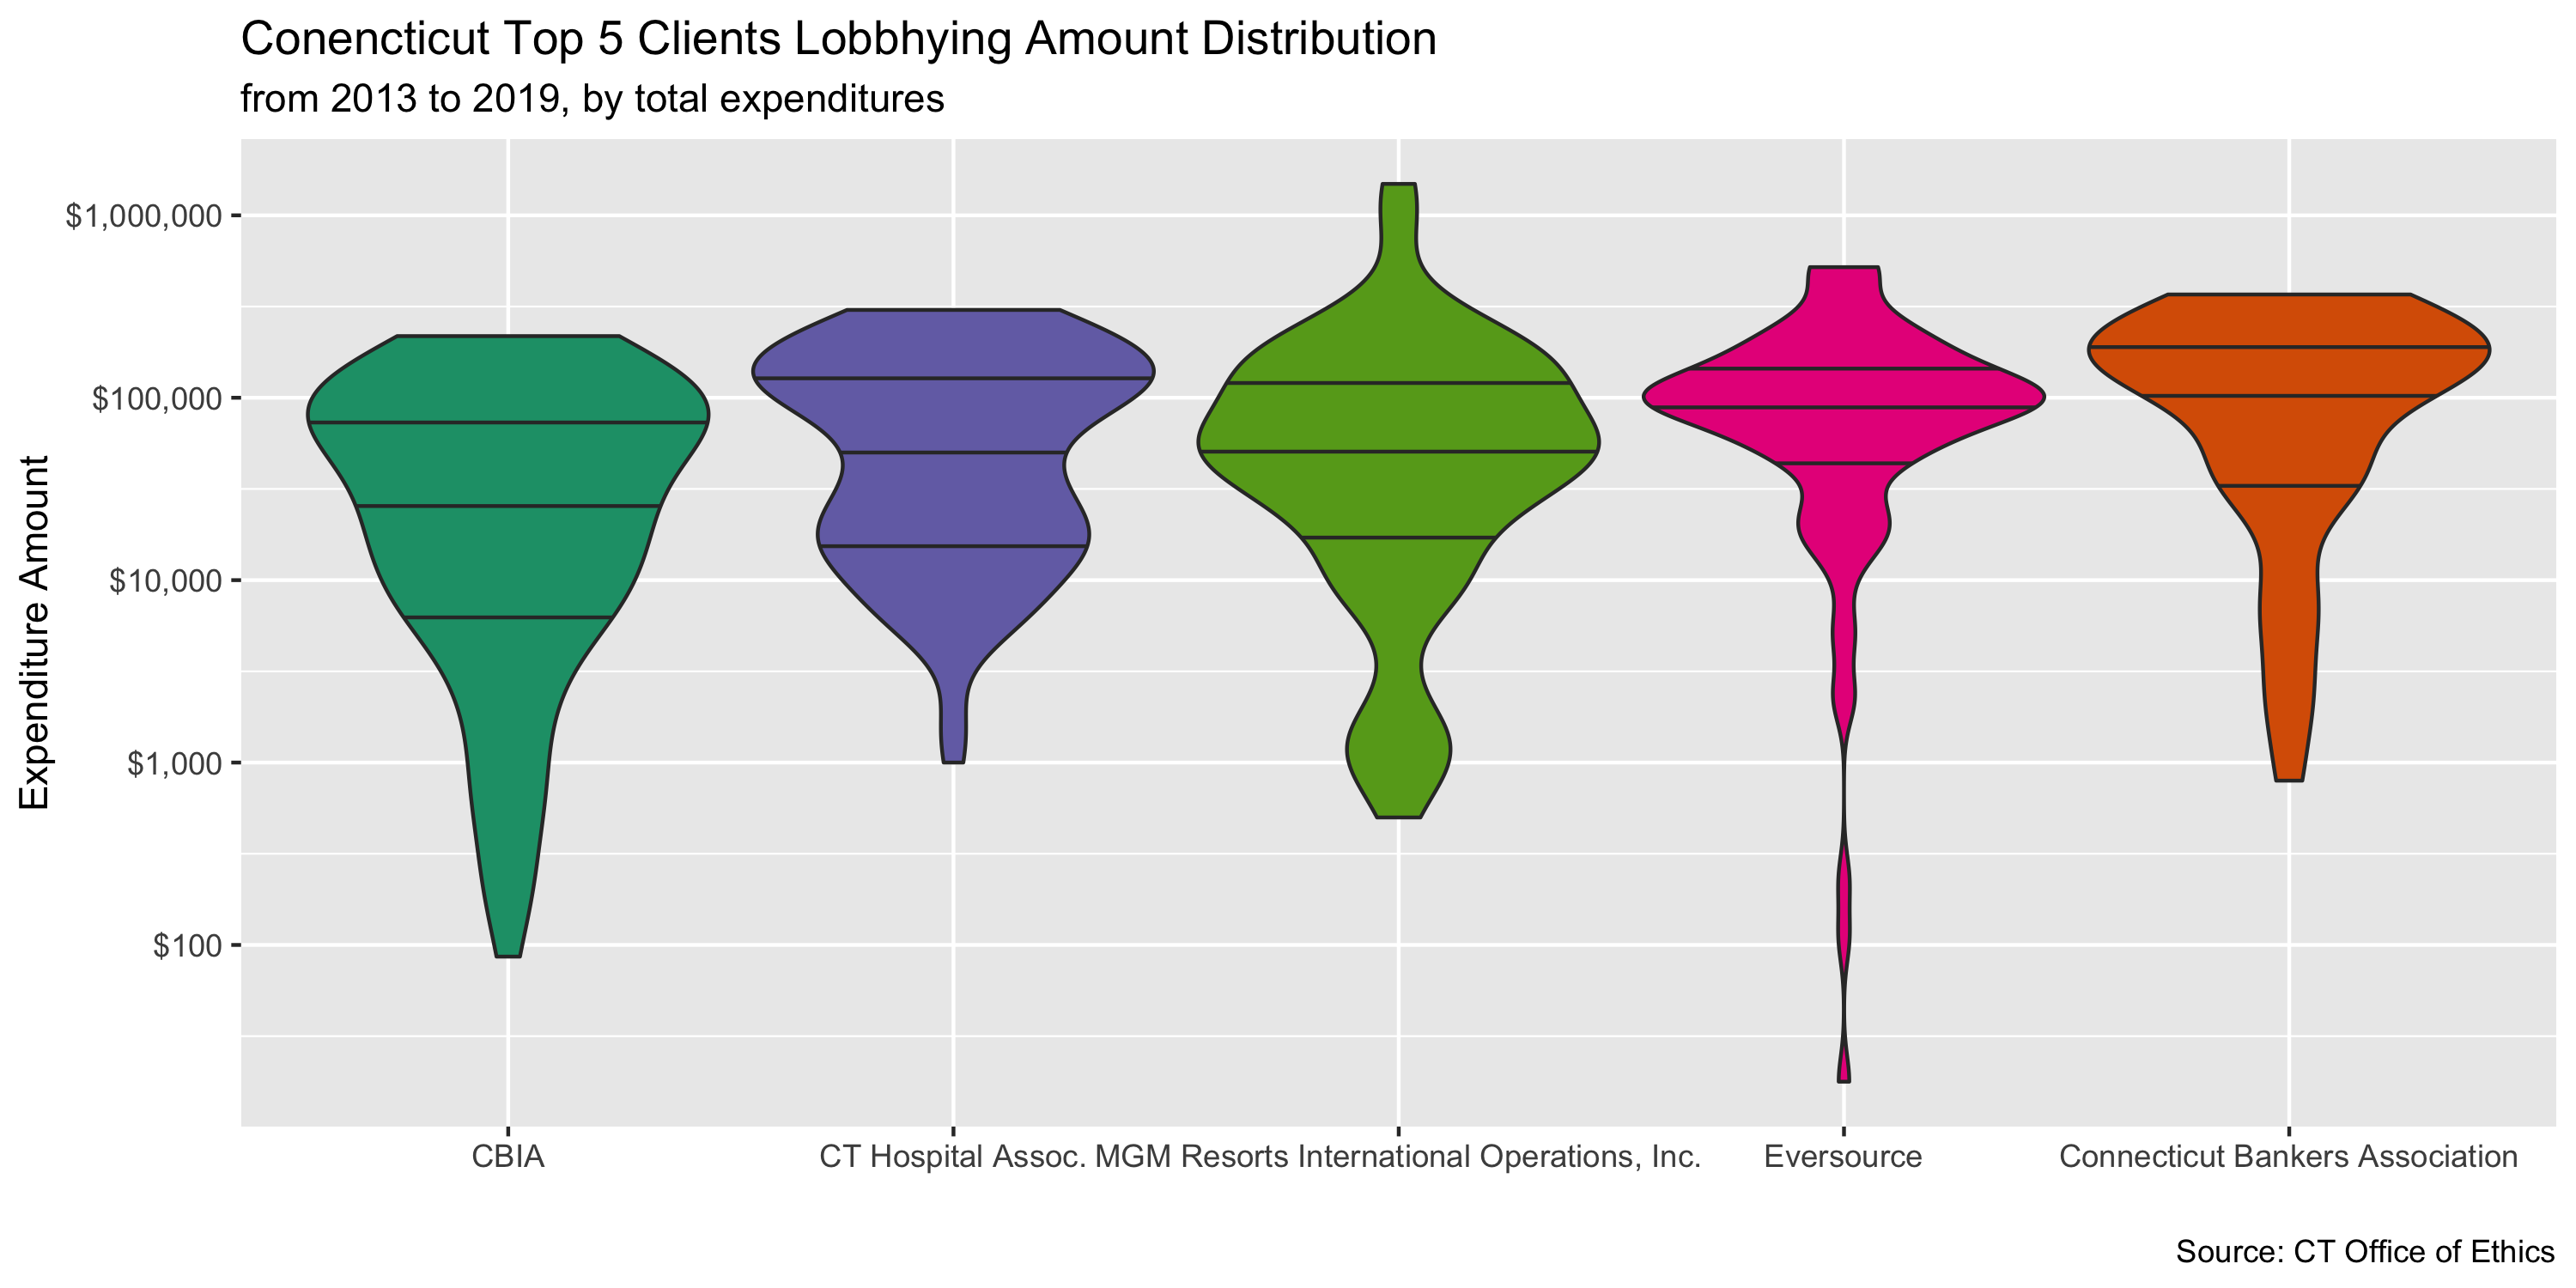 Conencticut Top 5 Clients Lobbhying Amount Distribution
from 2013 to 2019, by total expenditures
Expenditure Amount
$1,000,000
$100,000
$10,000
$1,000
$100
CBIA
CT Hospital Assoc.
MGM Resorts International Operations, Inc.
Eversource
Connecticut Bankers Association
Source: CT Office of Ethics